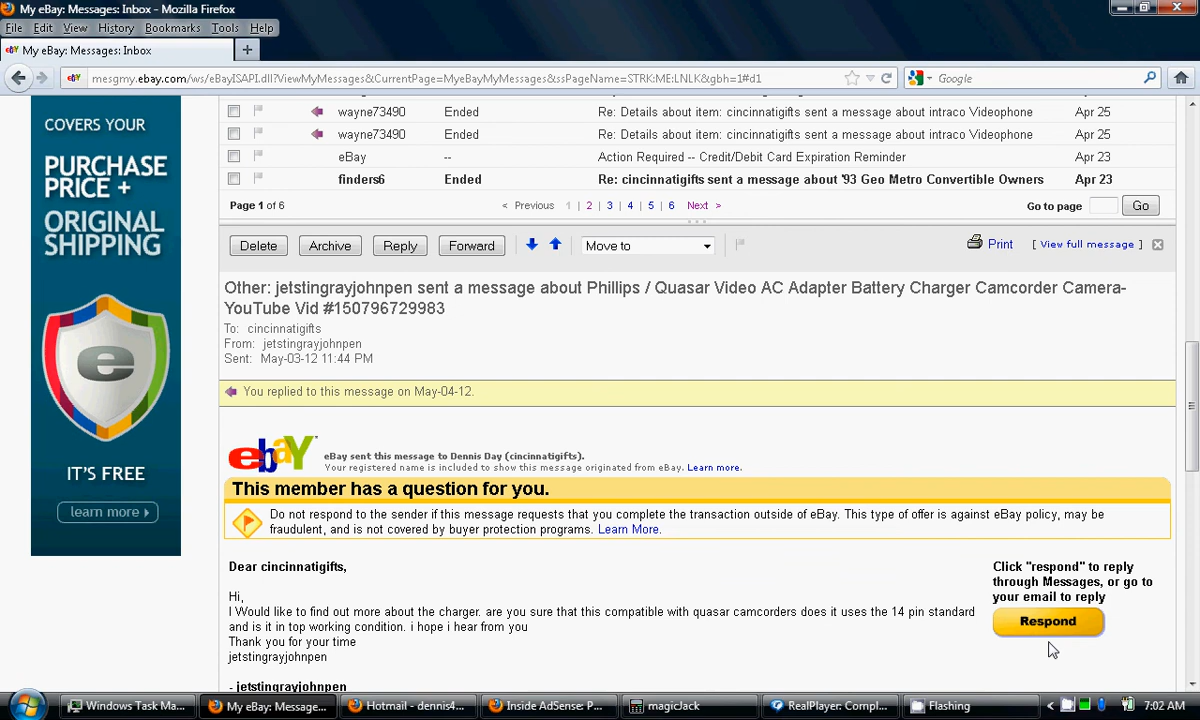 My eBay: Messages: Inbox - Mozilla Firefox
File Edit View History Bookmarks Tools Help
My eBay: Messages: Inbox
mesgmy.ebay.com/ws/eBayISAPI.dll?ViewMyMessages&CurrentPage=MyeBayMyMessages&ssPageName=STRK:ME:LNLK&gbh=1#d1
Google
wayne73490 Ended Re: Details about item: cincinnatigifts sent a message about intraco Videophone Apr 25
wayne73490 Ended Re: Details about item: cincinnatigifts sent a message about intraco Videophone Apr 25
eBay -- Action Required -- Credit/Debit Card Expiration Reminder Apr 23
finders6 Ended Re: cincinnatigifts sent a message about '93 Geo Metro Convertible Owners Apr 23
Page 1 of 6 < Previous 1 | 2 | 3 | 4 | 5 | 6 Next > Go to page Go
Delete Archive Reply Forward Move to Print [ View full message ]
Other: jetstingrayjohnpen sent a message about Phillips / Quasar Video AC Adapter Battery Charger Camcorder Camera-
YouTube Vid #150796729983
To: cincinnatigifts
From: jetstingrayjohnpen
Sent: May-03-12 11:44 PM
You replied to this message on May-04-12.
ebaY
eBay sent this message to Dennis Day (cincinnatigifts).
Your registered name is included to show this message originated from eBay. Learn more.
This member has a question for you.
Do not respond to the sender if this message requests that you complete the transaction outside of eBay. This type of offer is against eBay policy, may be
fraudulent, and is not covered by buyer protection programs. Learn More.
Dear cincinnatigifts,
Hi,
I Would like to find out more about the charger. are you sure that this compatible with quasar camcorders does it uses the 14 pin standard
and is it in top working condition. i hope i hear from you
Thank you for your time
jetstingrayjohnpen
- jetstingrayjohnpen
Click "respond" to reply
through Messages, or go to
your email to reply
Respond
COVERS YOUR
PURCHASE
PRICE +
ORIGINAL
SHIPPING
e
IT'S FREE
learn more
Windows Task Ma... My eBay: Message... Hotmail - dennis4... Inside AdSense: P... magicJack RealPlayer: Compl... Flashing 7:02 AM